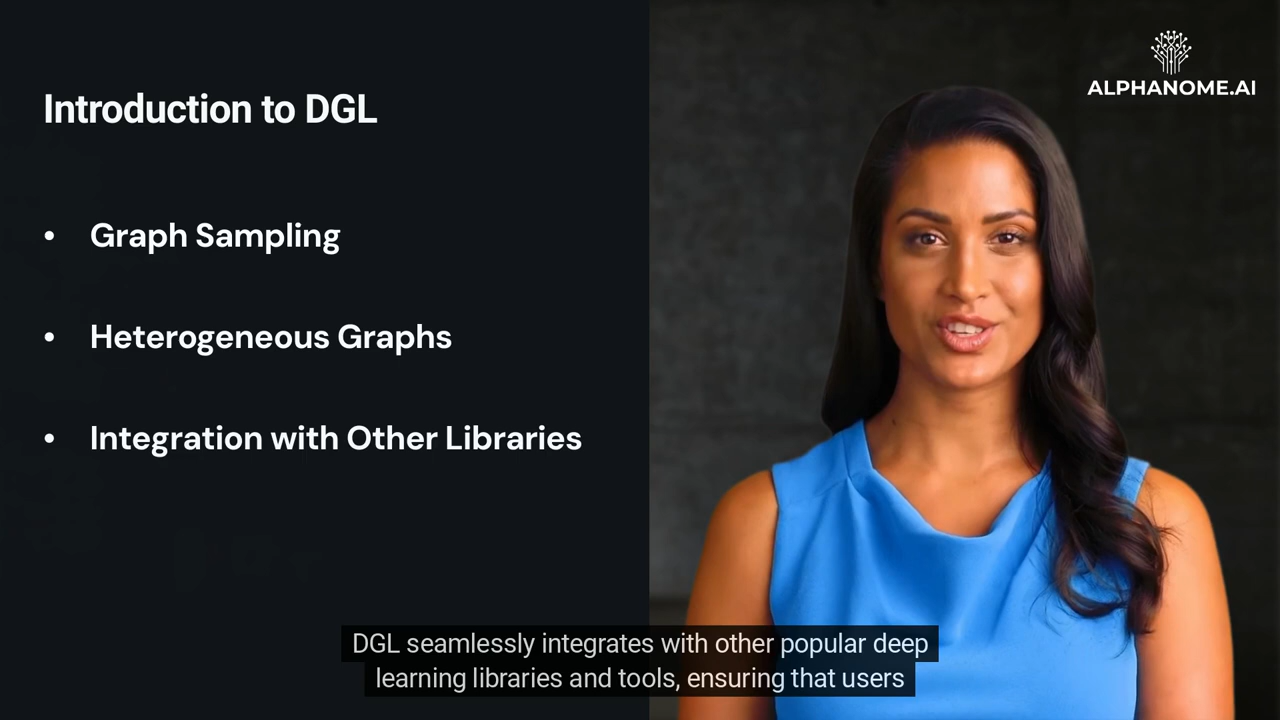 ALPHANOME.AI
Introduction to DGL
• Graph Sampling
• Heterogeneous Graphs
• Integration with Other Libraries
DGL seamlessly integrates with other popular deep
learning libraries and tools, ensuring that users